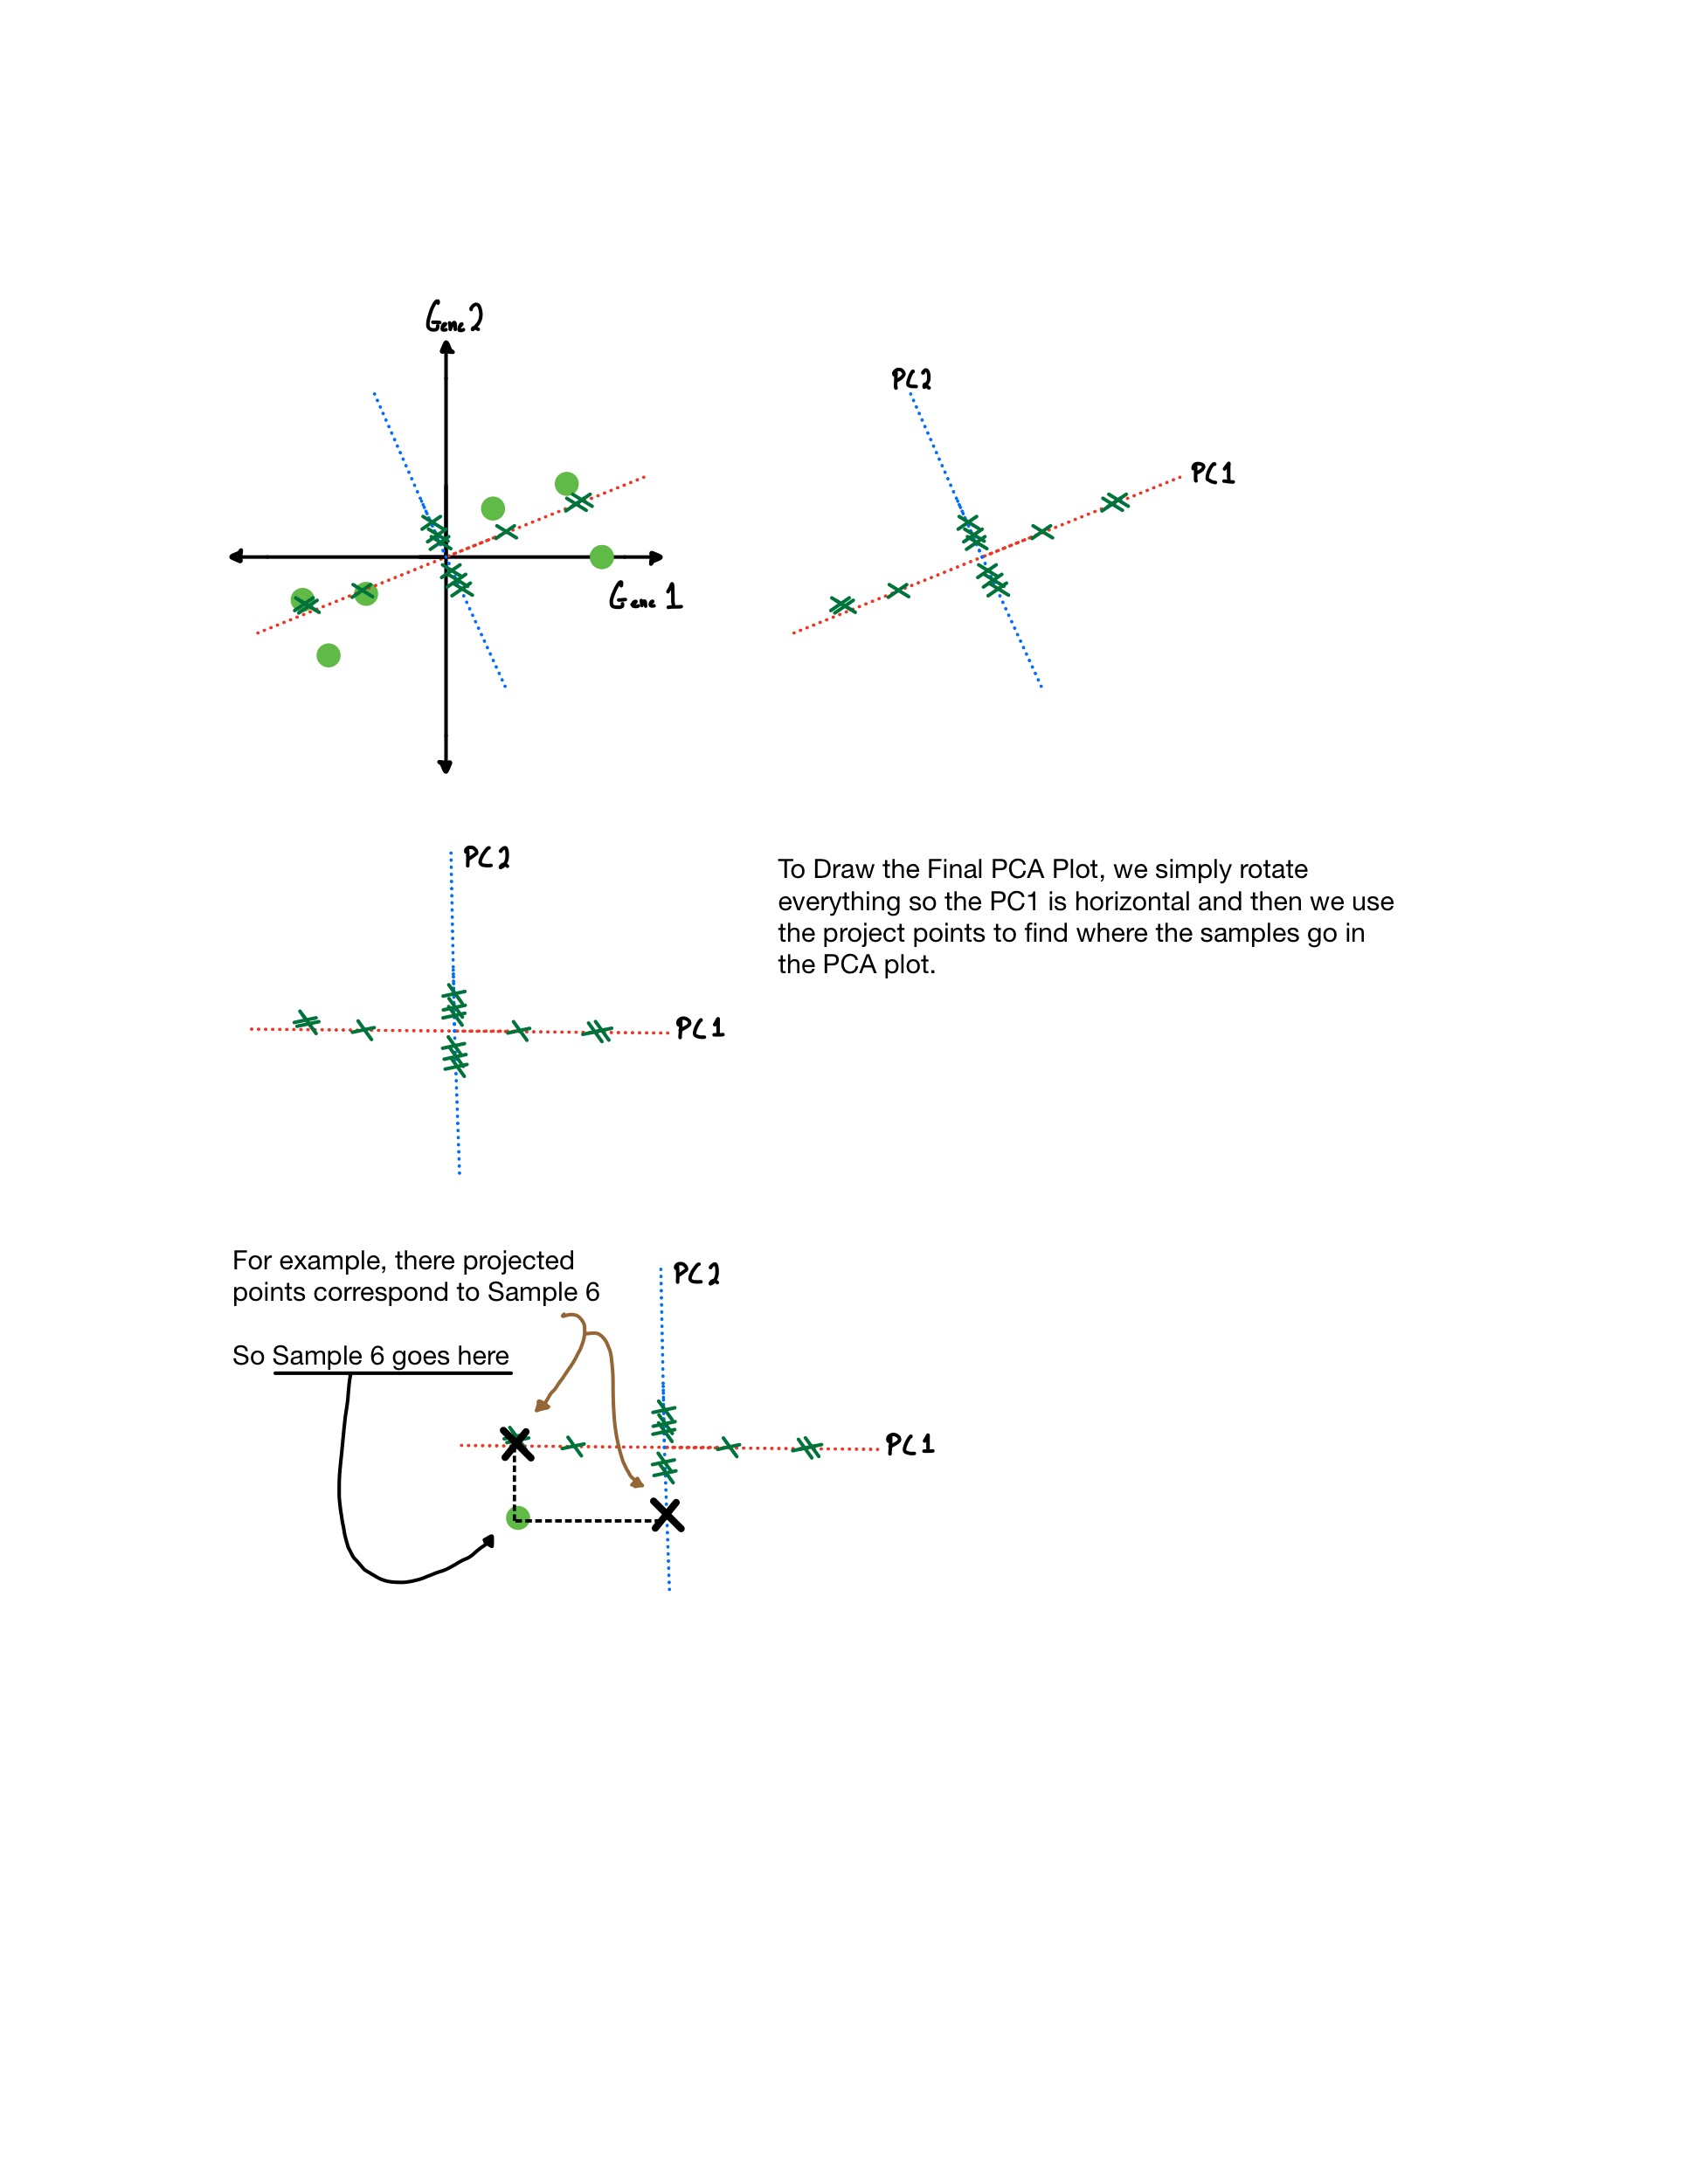 Gene 2
Gene 1
PC2
PC1
PC2
PC1
To Draw the Final PCA Plot, we simply rotate
everything so the PC1 is horizontal and then we use
the project points to find where the samples go in
the PCA plot.
For example, there projected
points correspond to Sample 6
So Sample 6 goes here
PC2
PC1